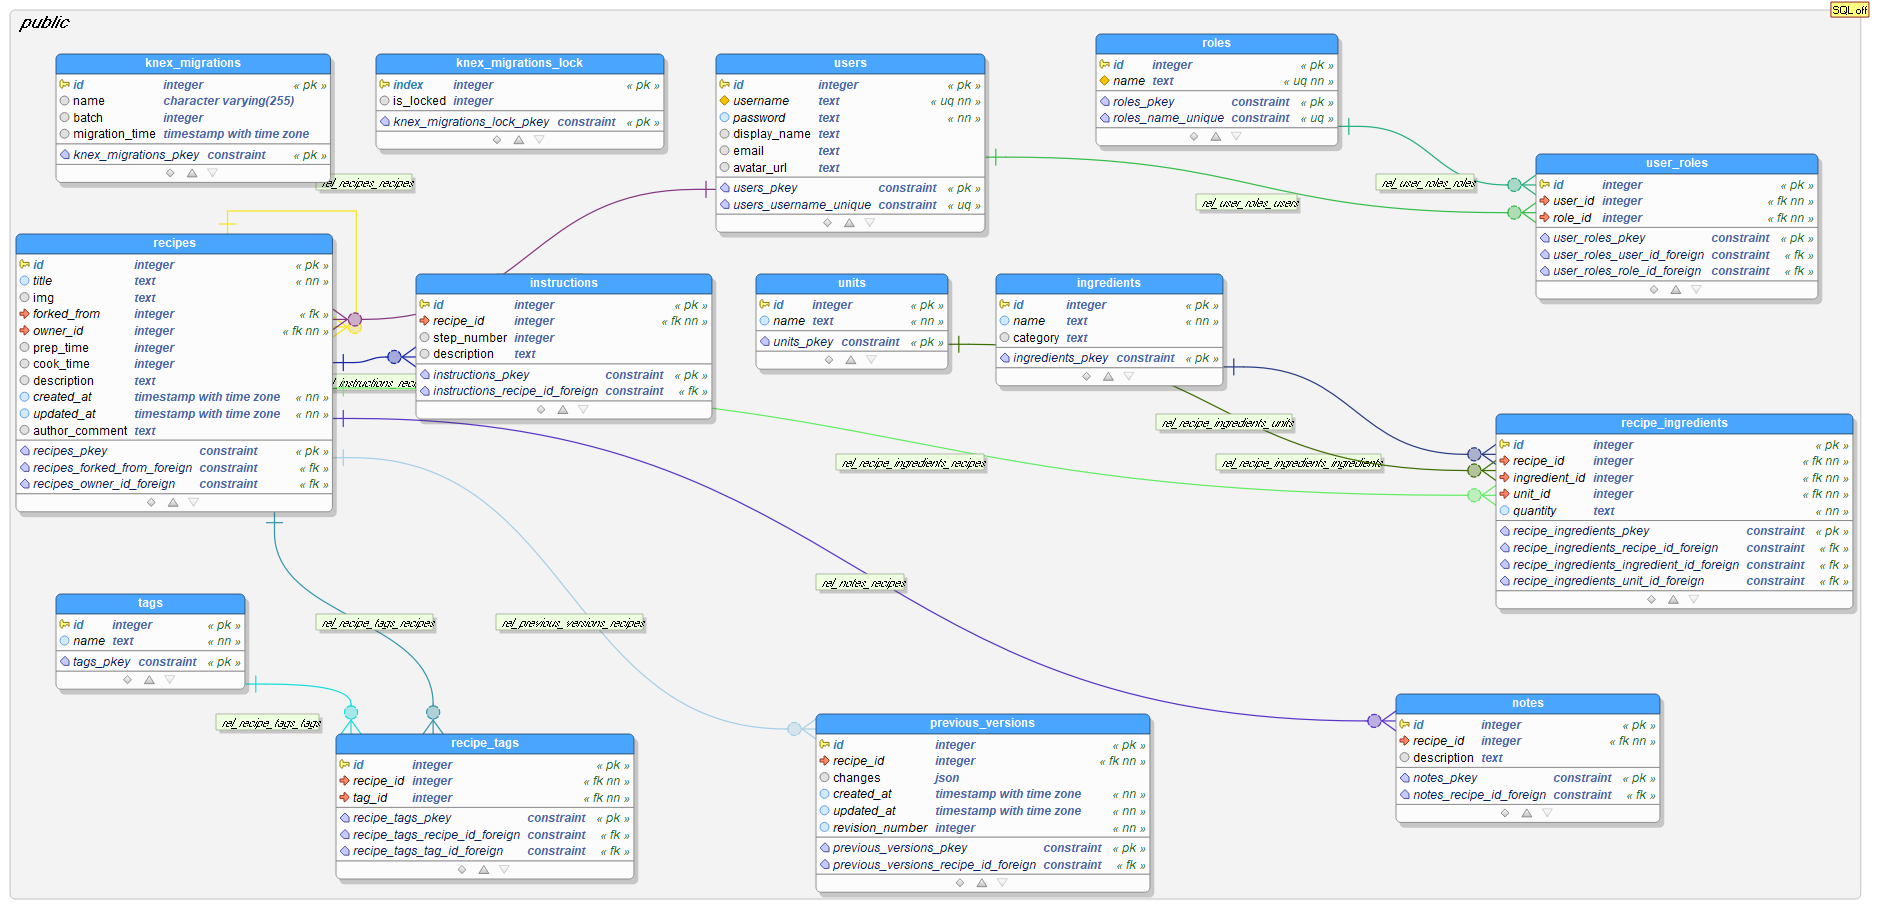 public
SQL off
knex_migrations
id integer « pk »
name character varying(255)
batch integer
migration_time timestamp with time zone
knex_migrations_pkey constraint « pk »
knex_migrations_lock
index integer « pk »
is_locked integer
knex_migrations_lock_pkey constraint « pk »
users
id integer « pk »
username text « uq nn »
password text « nn »
display_name text
email text
avatar_url text
users_pkey constraint « pk »
users_username_unique constraint « uq »
roles
id integer « pk »
name text « uq nn »
roles_pkey constraint « pk »
roles_name_unique constraint « uq »
user_roles
id integer « pk »
user_id integer « fk nn »
role_id integer « fk nn »
user_roles_pkey constraint « pk »
user_roles_user_id_foreign constraint « fk »
user_roles_role_id_foreign constraint « fk »
rel_recipes_recipes
rel_user_roles_roles
rel_user_roles_users
recipes
id integer « pk »
title text « nn »
img text
forked_from integer « fk »
owner_id integer « fk nn »
prep_time integer
cook_time integer
description text
created_at timestamp with time zone « nn »
updated_at timestamp with time zone « nn »
author_comment text
recipes_pkey constraint « pk »
recipes_forked_from_foreign constraint « fk »
recipes_owner_id_foreign constraint « fk »
instructions
id integer « pk »
recipe_id integer « fk nn »
step_number integer
description text
instructions_pkey constraint « pk »
instructions_recipe_id_foreign constraint « fk »
units
id integer « pk »
name text « nn »
units_pkey constraint « pk »
ingredients
id integer « pk »
name text « nn »
category text
ingredients_pkey constraint « pk »
rel_recipe_ingredients_units
rel_recipe_ingredients_recipes
rel_recipe_ingredients_ingredients
recipe_ingredients
id integer « pk »
recipe_id integer « fk nn »
ingredient_id integer « fk nn »
unit_id integer « fk nn »
quantity text « nn »
recipe_ingredients_pkey constraint « pk »
recipe_ingredients_recipe_id_foreign constraint « fk »
recipe_ingredients_ingredient_id_foreign constraint « fk »
recipe_ingredients_unit_id_foreign constraint « fk »
rel_notes_recipes
tags
id integer « pk »
name text « nn »
tags_pkey constraint « pk »
rel_recipe_tags_recipes
rel_previous_versions_recipes
rel_recipe_tags_tags
recipe_tags
id integer « pk »
recipe_id integer « fk nn »
tag_id integer « fk nn »
recipe_tags_pkey constraint « pk »
recipe_tags_recipe_id_foreign constraint « fk »
recipe_tags_tag_id_foreign constraint « fk »
previous_versions
id integer « pk »
recipe_id integer « fk nn »
changes json
created_at timestamp with time zone « nn »
updated_at timestamp with time zone « nn »
revision_number integer « nn »
previous_versions_pkey constraint « pk »
previous_versions_recipe_id_foreign constraint « fk »
notes
id integer « pk »
recipe_id integer « fk nn »
description text
notes_pkey constraint « pk »
notes_recipe_id_foreign constraint « fk »